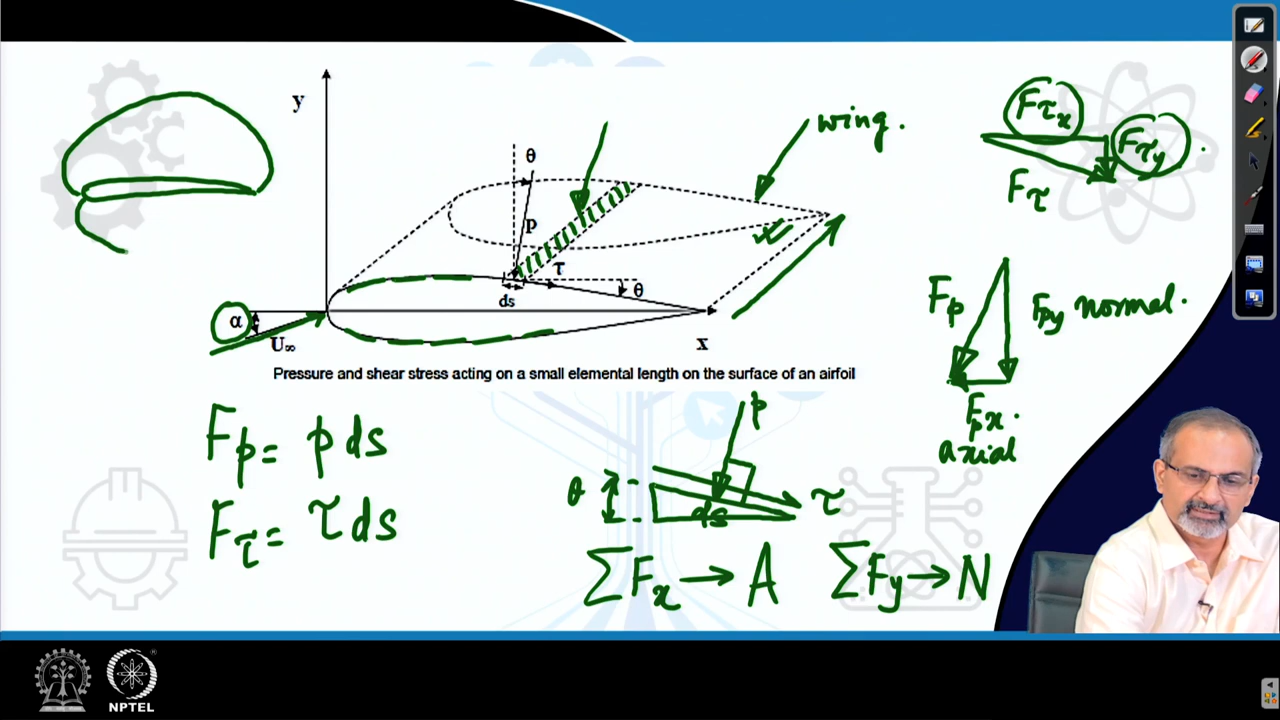 y
wing.
Fτx
Fτy
Fτ
θ
p
τ
θ
ds
α
U∞
x
Fp
Fpy normal.
Fpx.
axial
Pressure and shear stress acting on a small elemental length on the surface of an airfoil
Fp = p ds
Fτ = τ ds
p
θ
ds
τ
ΣFx → A ΣFy → N
NPTEL